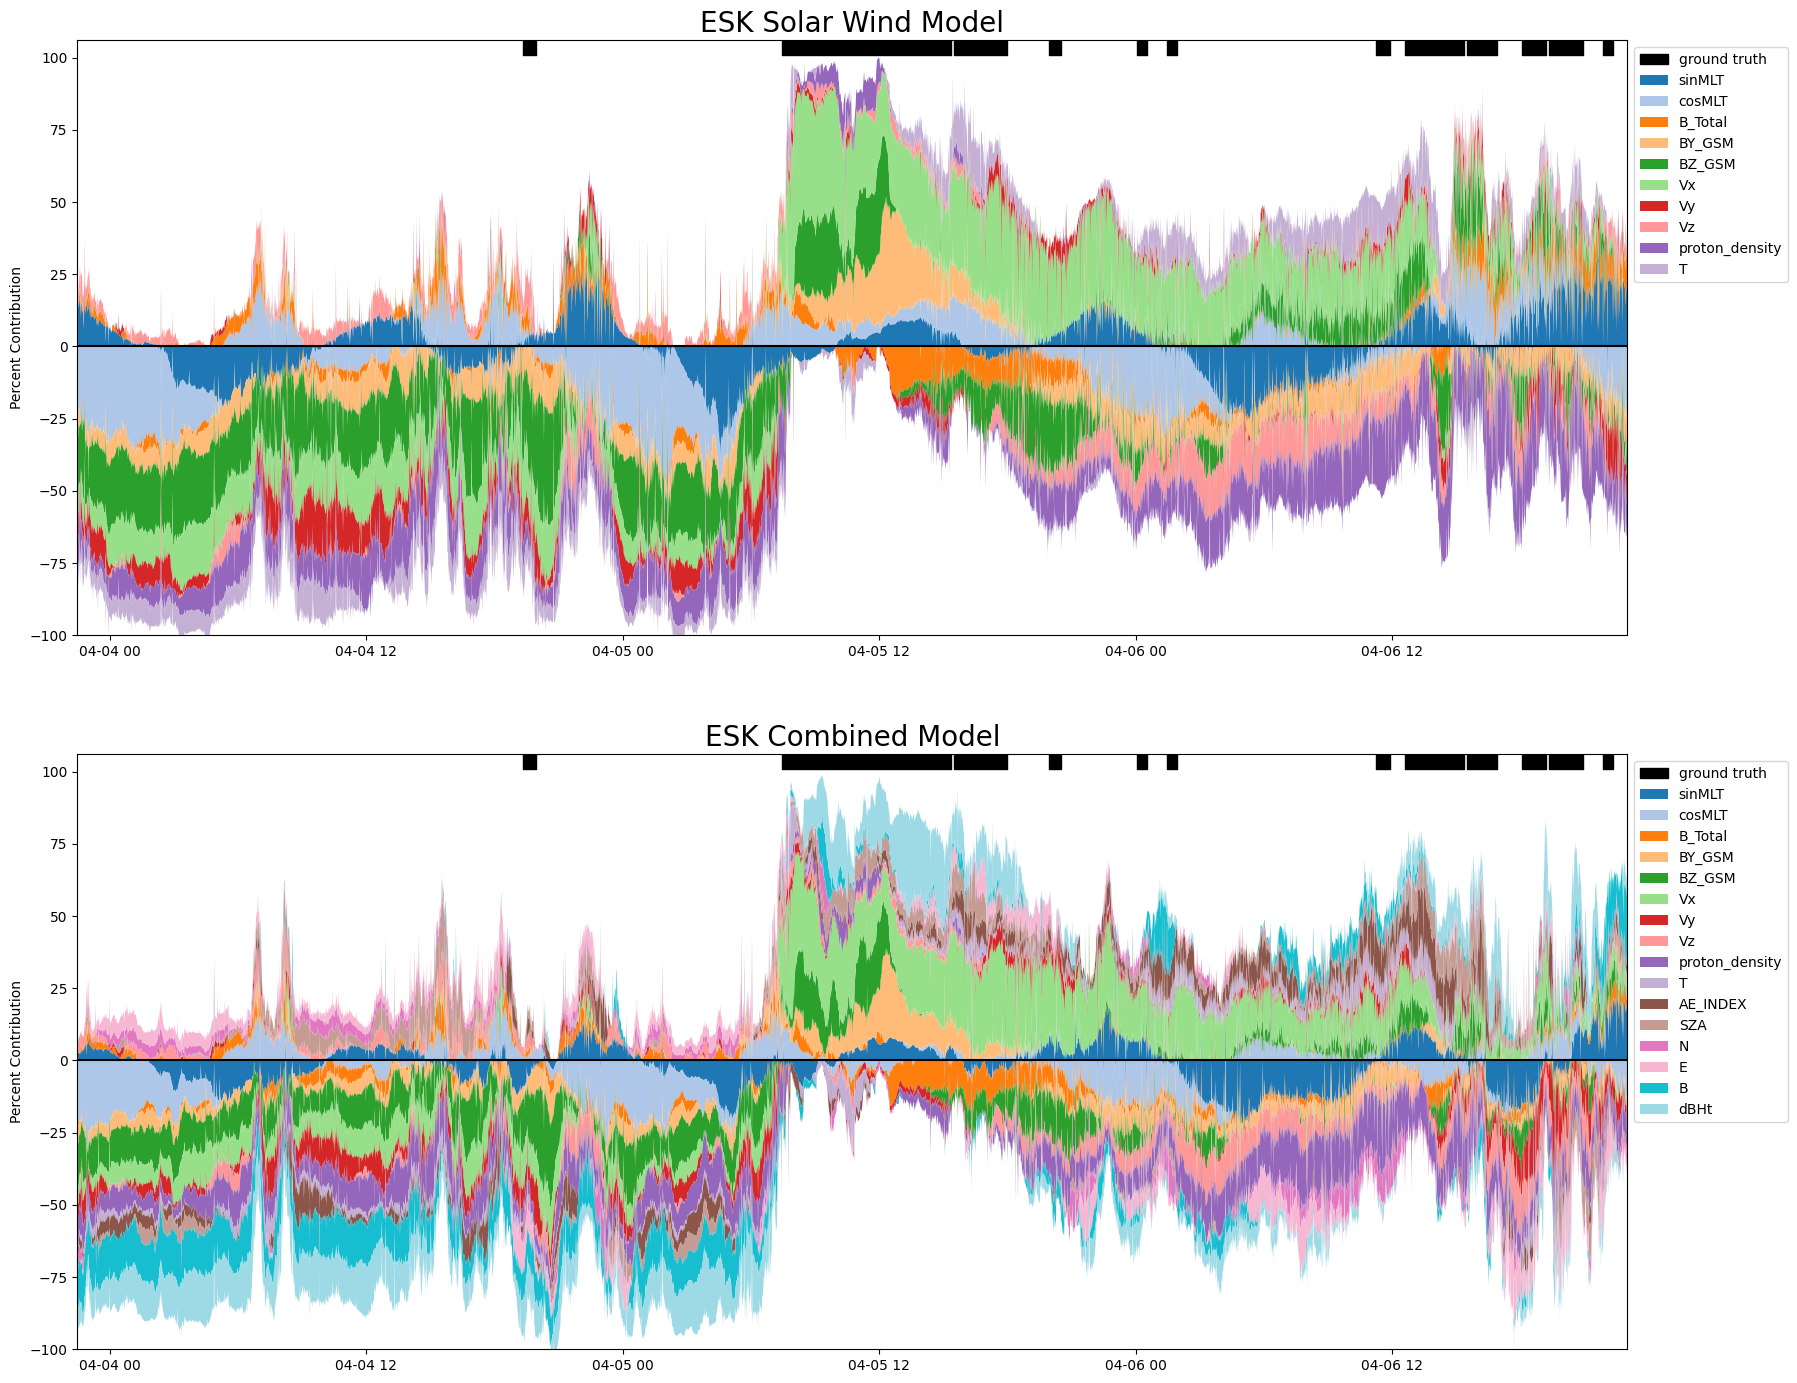 ESK Solar Wind Model
100
75
50
25
0
−25
−50
−75
−100
Percent Contribution
04-04 00
04-04 12
04-05 00
04-05 12
04-06 00
04-06 12
ground truth
sinMLT
cosMLT
B_Total
BY_GSM
BZ_GSM
Vx
Vy
Vz
proton_density
T
ESK Combined Model
100
75
50
25
0
−25
−50
−75
−100
Percent Contribution
04-04 00
04-04 12
04-05 00
04-05 12
04-06 00
04-06 12
ground truth
sinMLT
cosMLT
B_Total
BY_GSM
BZ_GSM
Vx
Vy
Vz
proton_density
T
AE_INDEX
SZA
N
E
B
dBHt